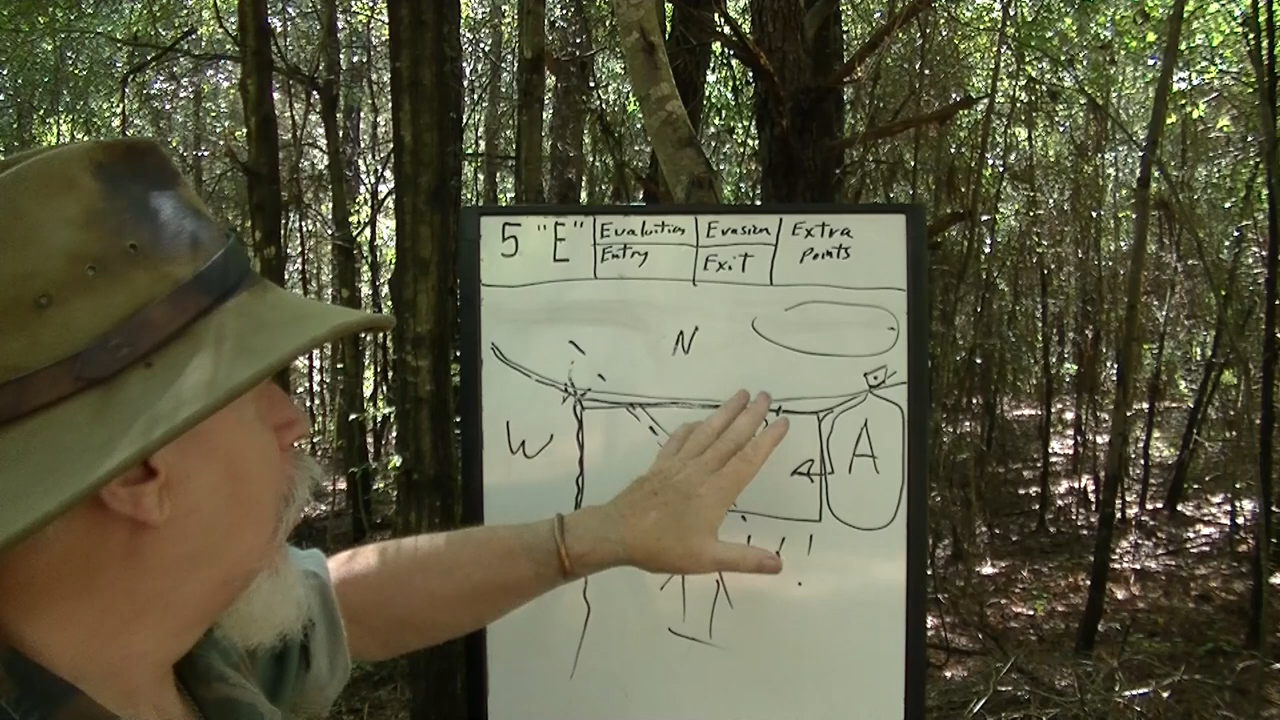 5 "E"
Evaluation
Entry
Evasion
Exit
Extra
Points
N
W
A